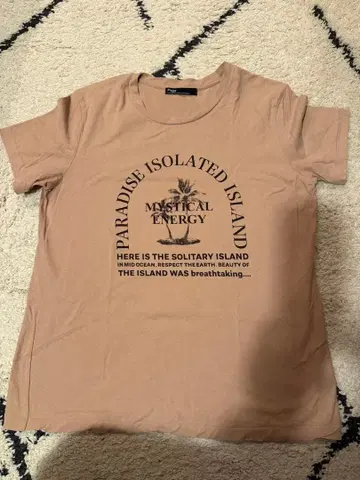 PARADISE ISOLATED ISLAND
MYSTICAL
ENERGY
HERE IS THE SOLITARY ISLAND
IN MID OCEAN. RESPECT THE EARTH. BEAUTY OF
THE ISLAND WAS breathtaking....